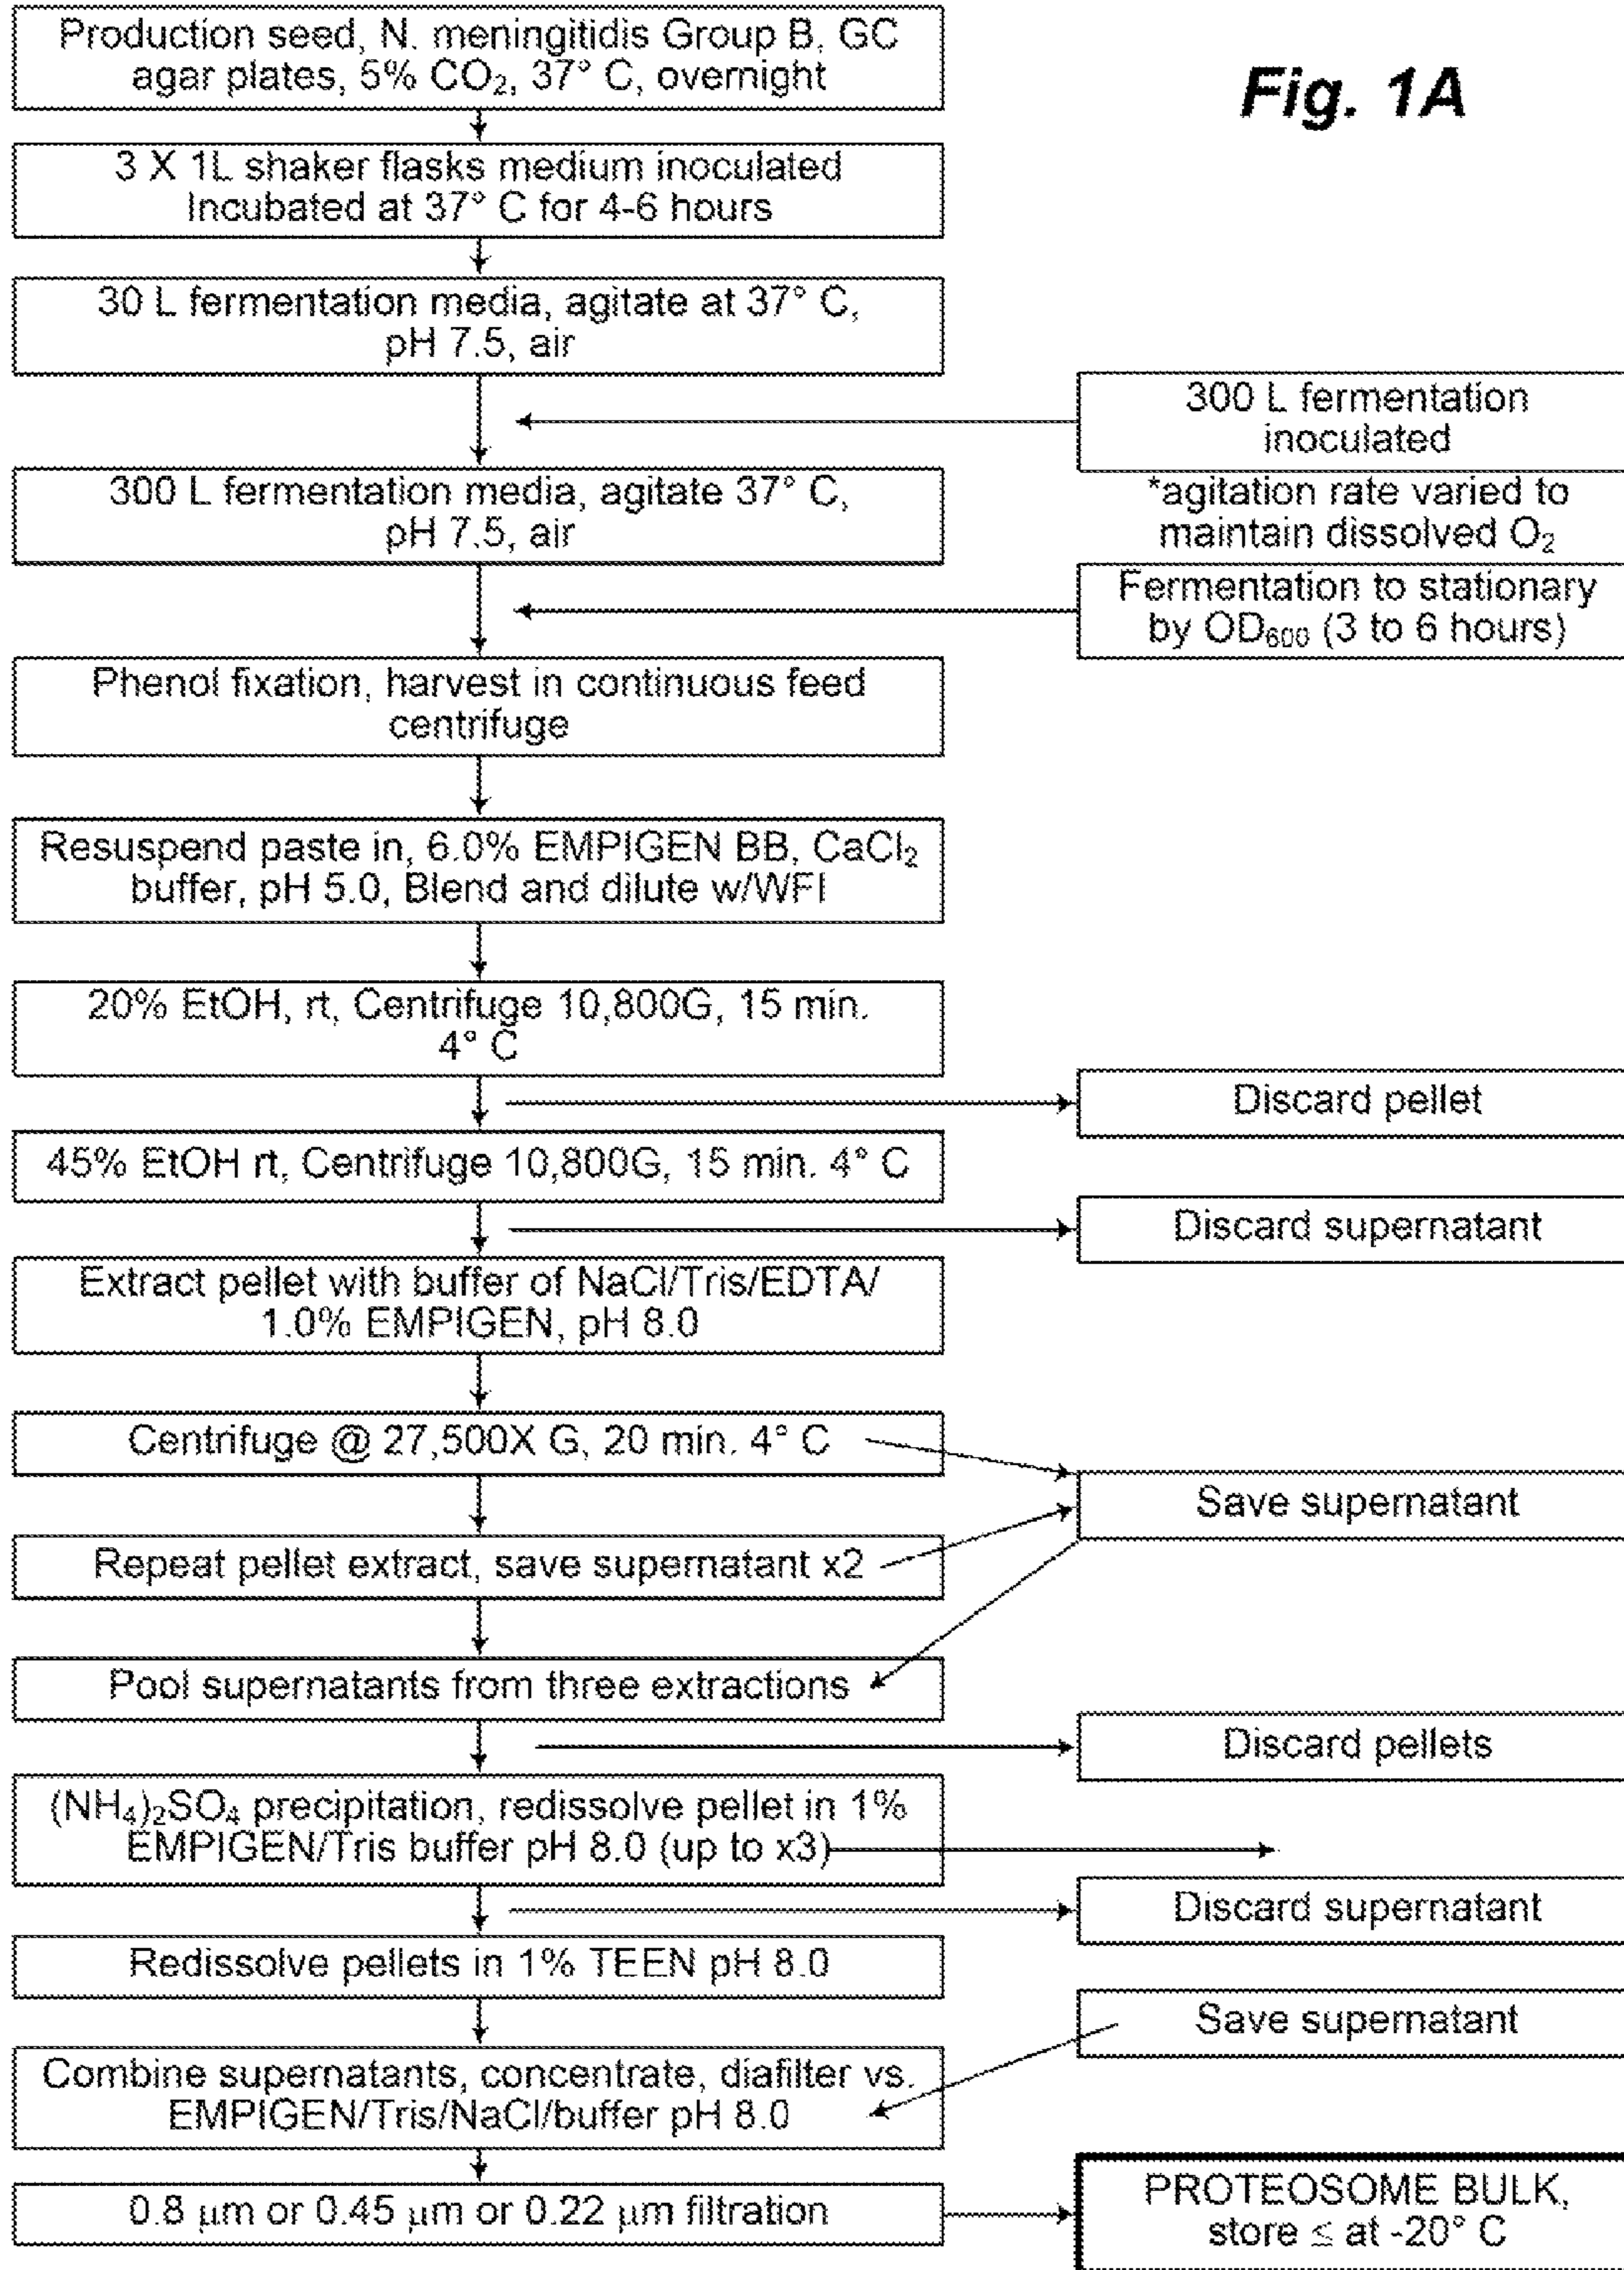 Fig. 1A
Production seed, N. meningitidis Group B, GC
agar plates, 5% CO₂, 37° C, overnight
3 X 1L shaker flasks medium inoculated
Incubated at 37° C for 4-6 hours
30 L fermentation media, agitate at 37° C,
pH 7.5, air
300 L fermentation
inoculated
300 L fermentation media, agitate 37° C,
pH 7.5, air
*agitation rate varied to
maintain dissolved O₂
Fermentation to stationary
by OD₆₀₀ (3 to 6 hours)
Phenol fixation, harvest in continuous feed
centrifuge
Resuspend paste in, 6.0% EMPIGEN BB, CaCl₂
buffer, pH 5.0, Blend and dilute w/WFI
20% EtOH, rt, Centrifuge 10,800G, 15 min.
4° C
Discard pellet
45% EtOH rt, Centrifuge 10,800G, 15 min. 4° C
Discard supernatant
Extract pellet with buffer of NaCl/Tris/EDTA/
1.0% EMPIGEN, pH 8.0
Centrifuge @ 27,500X G, 20 min. 4° C
Save supernatant
Repeat pellet extract, save supernatant x2
Pool supernatants from three extractions
Discard pellets
(NH₄)₂SO₄ precipitation, redissolve pellet in 1%
EMPIGEN/Tris buffer pH 8.0 (up to x3)
Discard supernatant
Redissolve pellets in 1% TEEN pH 8.0
Save supernatant
Combine supernatants, concentrate, diafilter vs.
EMPIGEN/Tris/NaCl/buffer pH 8.0
0.8 µm or 0.45 µm or 0.22 µm filtration
PROTEOSOME BULK,
store ≤ at -20° C